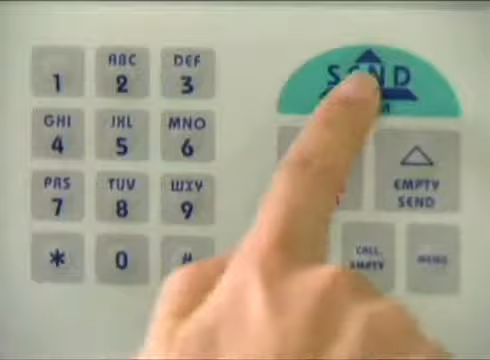 1
ABC
2
DEF
3
SEND
GHI
4
JKL
5
MNO
6
PRS
7
TUV
8
WXY
9
EMPTY
SEND
*
0
#
CALL
EMPTY
MENU